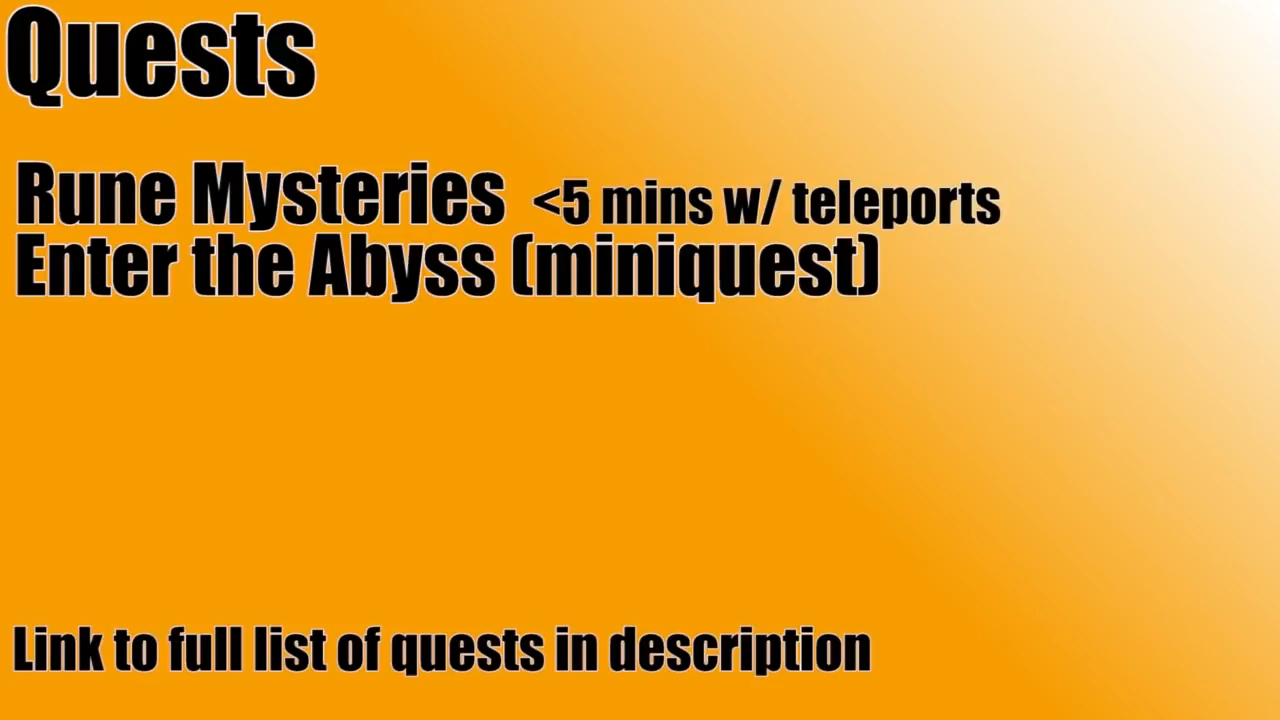 Quests
Rune Mysteries <5 mins w/ teleports
Enter the Abyss (miniquest)
Link to full list of quests in description